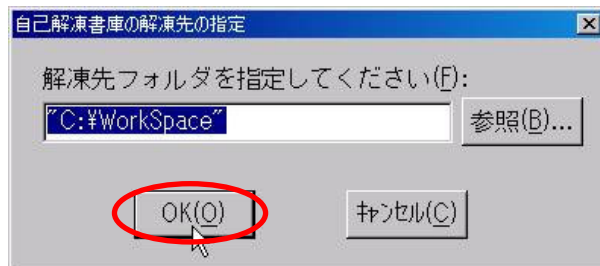 自己解凍書庫の解凍先の指定
解凍先フォルダを指定してください(F):
"C:¥WorkSpace"
参照(B)...
OK(O)
ｷｬﾝｾﾙ(C)